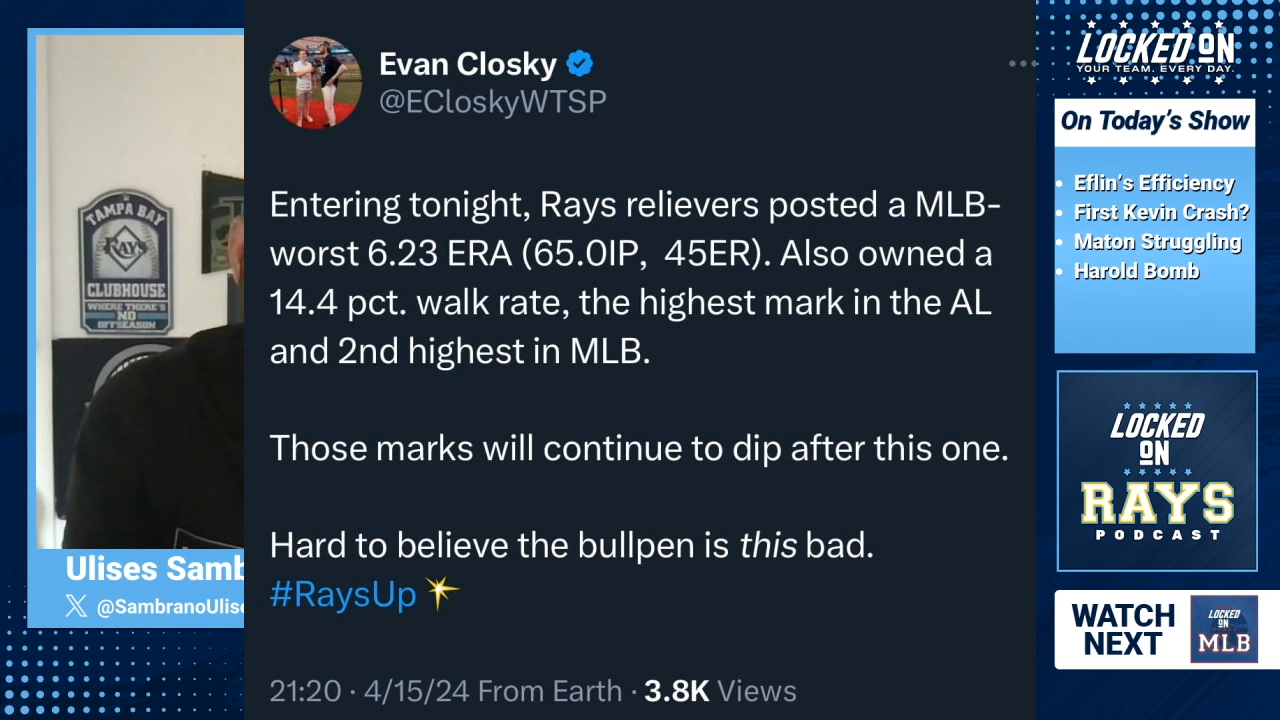 TAMPA BAY
RAYS
CLUBHOUSE
WHERE THERE'S
NO
OFFSEASON
Ulises Samb
@SambranoUlise
Evan Closky
@ECloskyWTSP
Entering tonight, Rays relievers posted a MLB-
worst 6.23 ERA (65.0IP, 45ER). Also owned a
14.4 pct. walk rate, the highest mark in the AL
and 2nd highest in MLB.
Those marks will continue to dip after this one.
Hard to believe the bullpen is this bad.
#RaysUp
21:20 · 4/15/24 From Earth · 3.8K Views
LOCKED ON
YOUR TEAM. EVERY DAY.
On Today's Show
• Eflin's Efficiency
• First Kevin Crash?
• Maton Struggling
• Harold Bomb
LOCKED
ON
RAYS
PODCAST
WATCH
NEXT
LOCKED
ON
MLB